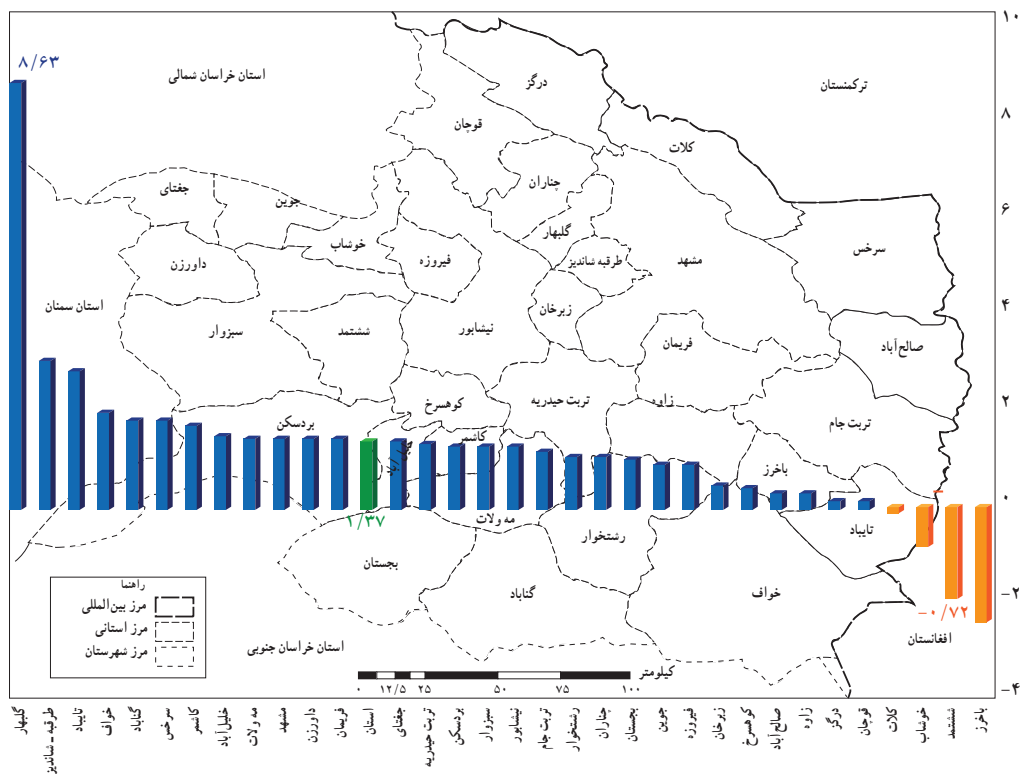 ۱۰
۸
۶
۴
۲
۰
-۲
-۴
۸/۶۳
۱/۳۷
-۰/۷۲
ترکمنستان
استان خراسان شمالی
استان سمنان
استان خراسان جنوبی
افغانستان
درگز
قوچان
کلات
چناران
جغتای
جوین
گلبهار
خوشاب
سرخس
داورزن
فیروزه
طرقبه شاندیز
مشهد
زبرخان
سبزوار
ششتمد
نیشابور
فریمان
صالح آباد
کوهسرخ
تربت حیدریه
زاوه
بردسکن
تربت جام
کاشمر
خلیل آباد
باخرز
مه ولات
تایباد
رشتخوار
بجستان
گناباد
خواف
راهنما
مرز بین‌المللی
مرز استانی
مرز شهرستان
کیلومتر
۰ ۱۲/۵ ۲۵ ۵۰ ۷۵ ۱۰۰
گلبهار
طرقبه - شاندیز
تایباد
خواف
گناباد
سرخس
خلیل‌آباد
کاشمر
مه ولات
مشهد
داورزن
فریمان
استان
جغتای
تربت حیدریه
بردسکن
سبزوار
نیشابور
تربت جام
رشتخوار
چناران
بجستان
جوین
فیروزه
زبرخان
کوهسرخ
صالح‌آباد
زاوه
درگز
قوچان
کلات
خوشاب
ششتمد
باخرز